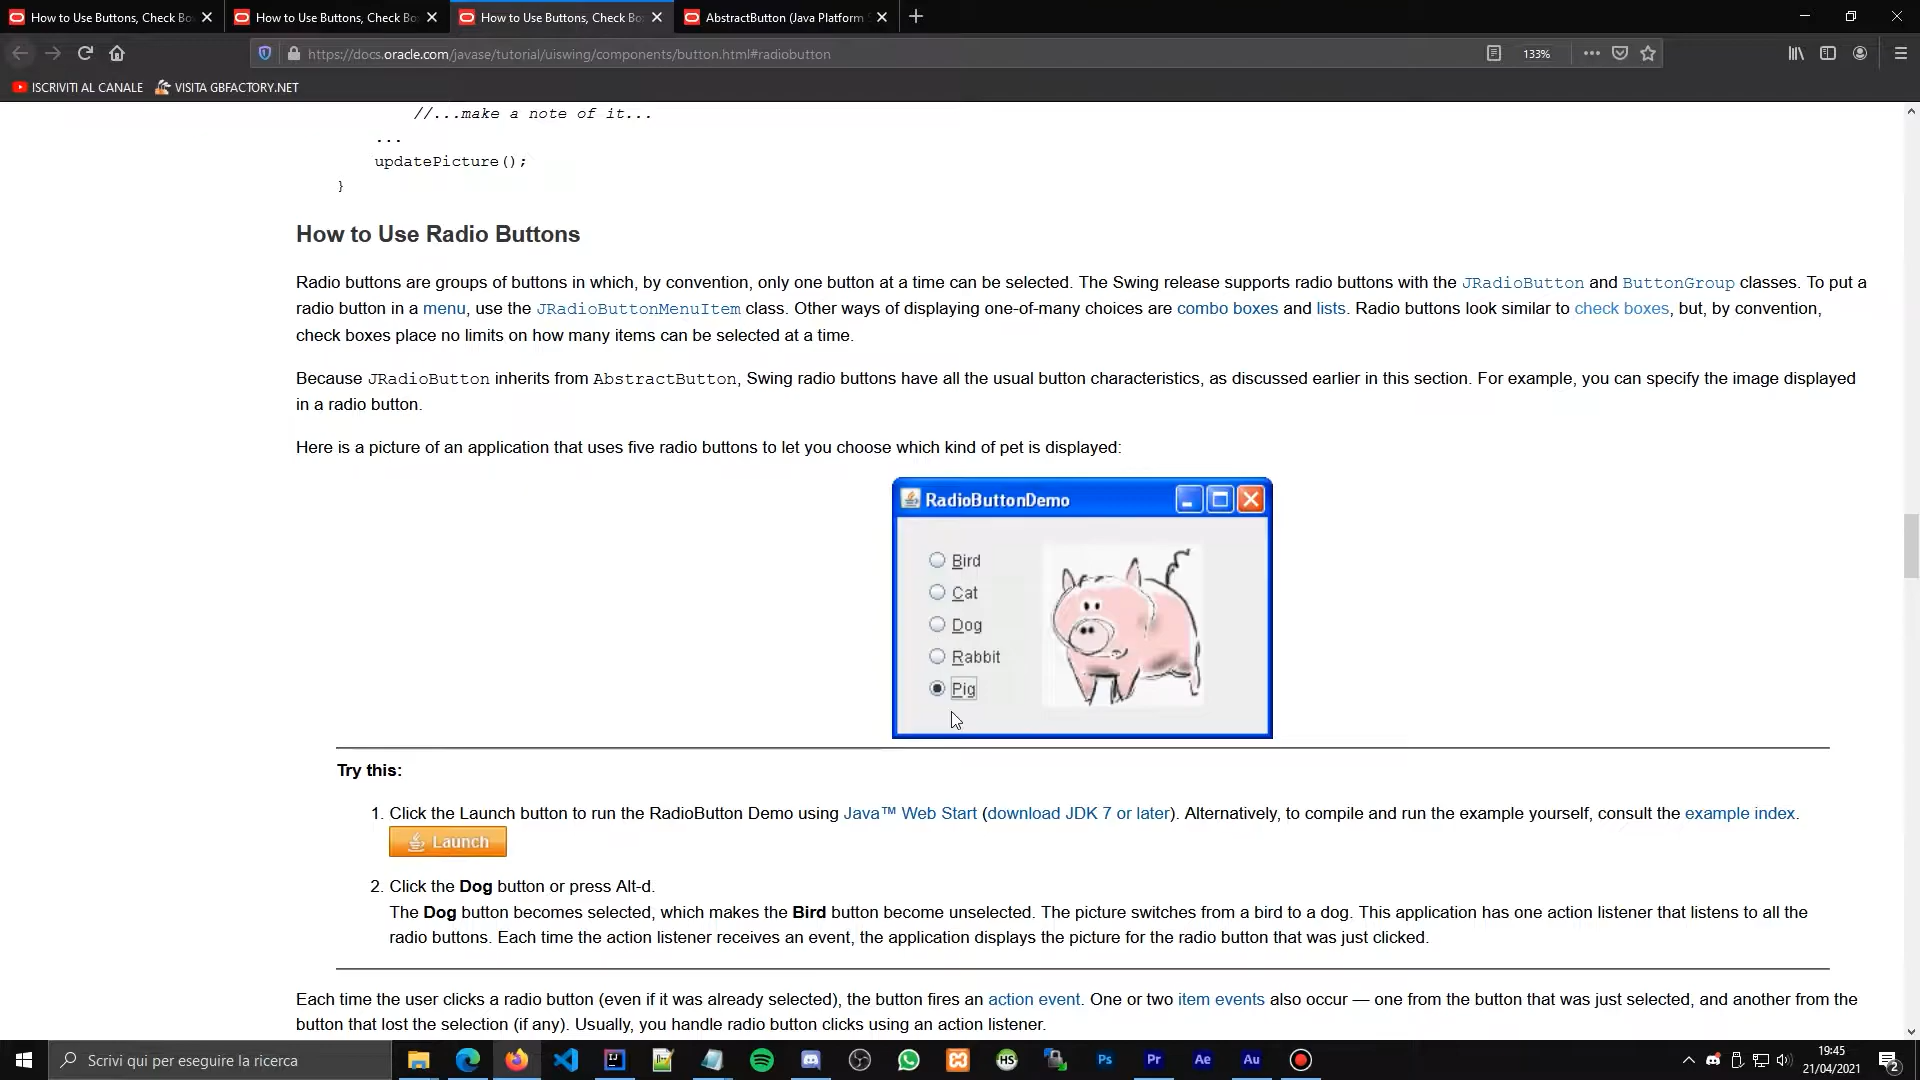 How to Use Buttons, Check Bo
How to Use Buttons, Check Bo
How to Use Buttons, Check Bo
AbstractButton (Java Platform S
https://docs.oracle.com/javase/tutorial/uiswing/components/button.html#radiobutton
133%
ISCRIVITI AL CANALE
VISITA GBFACTORY.NET
//...make a note of it...
...
updatePicture();
}
How to Use Radio Buttons
Radio buttons are groups of buttons in which, by convention, only one button at a time can be selected. The Swing release supports radio buttons with the JRadioButton and ButtonGroup classes. To put a
radio button in a menu, use the JRadioButtonMenuItem class. Other ways of displaying one-of-many choices are combo boxes and lists. Radio buttons look similar to check boxes, but, by convention,
check boxes place no limits on how many items can be selected at a time.
Because JRadioButton inherits from AbstractButton, Swing radio buttons have all the usual button characteristics, as discussed earlier in this section. For example, you can specify the image displayed
in a radio button.
Here is a picture of an application that uses five radio buttons to let you choose which kind of pet is displayed:
RadioButtonDemo
Bird
Cat
Dog
Rabbit
Pig
Try this:
1. Click the Launch button to run the RadioButton Demo using Java™ Web Start (download JDK 7 or later). Alternatively, to compile and run the example yourself, consult the example index.
Launch
2. Click the Dog button or press Alt-d.
The Dog button becomes selected, which makes the Bird button become unselected. The picture switches from a bird to a dog. This application has one action listener that listens to all the
radio buttons. Each time the action listener receives an event, the application displays the picture for the radio button that was just clicked.
Each time the user clicks a radio button (even if it was already selected), the button fires an action event. One or two item events also occur — one from the button that was just selected, and another from the
button that lost the selection (if any). Usually, you handle radio button clicks using an action listener.
Scrivi qui per eseguire la ricerca
HS
Ps
Pr
Ae
Au
19:45
21/04/2021
2